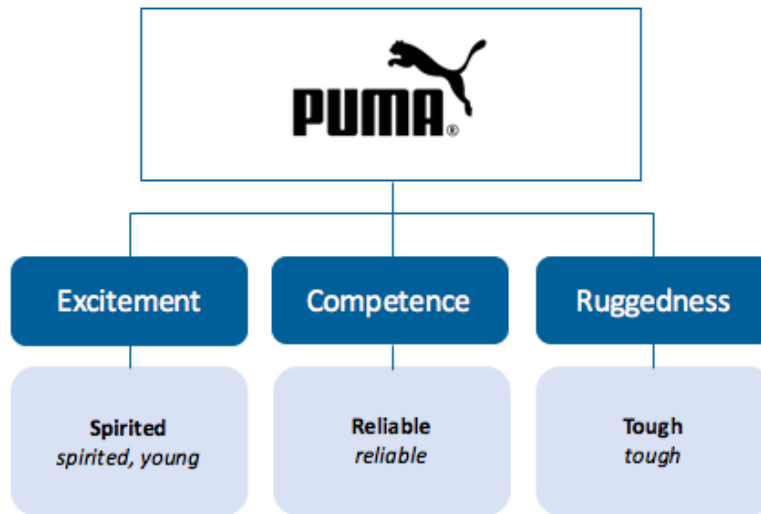 PUMA®
Excitement
Competence
Ruggedness
Spirited
spirited, young
Reliable
reliable
Tough
tough